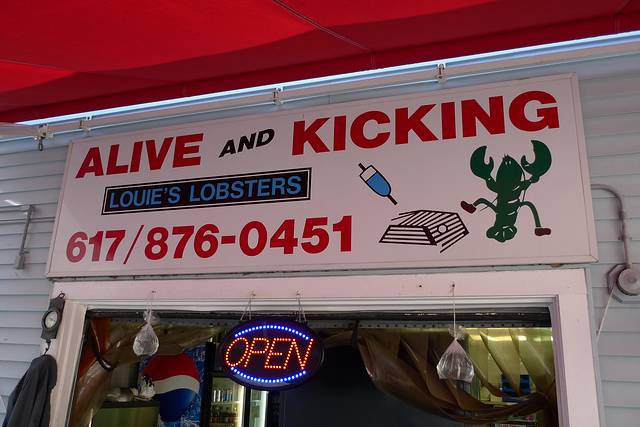 ALIVE AND KICKING
LOUIE'S LOBSTERS
617/876-0451
OPEN